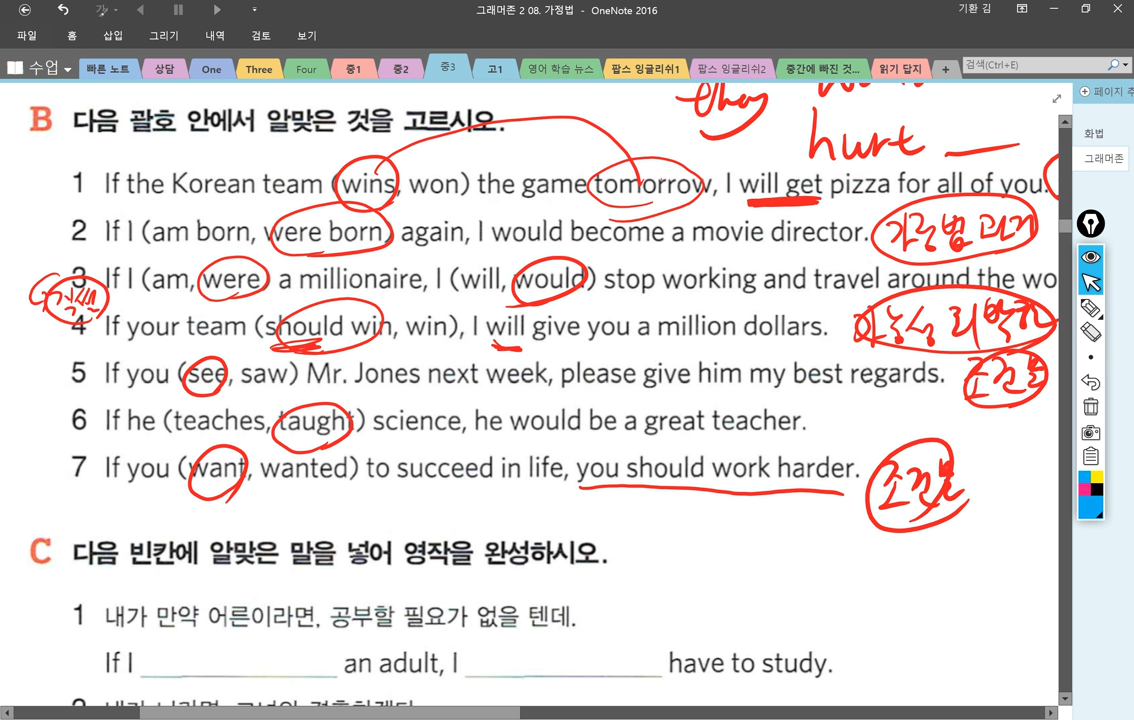 그래머존 2 08. 가정법 - OneNote 2016
기환 김
파일 홈 삽입 그리기 내역 검토 보기
수업 빠른 노트 상담 One Three Four 중1 중2 중3 고1 영어 학습 뉴스 팝스 잉글리쉬1 팝스 잉글리쉬2 중간에 빠진 것... 읽기 답지 + 검색(Ctrl+E)
페이지 추
화법
그래머존
they
hurt
B 다음 괄호 안에서 알맞은 것을 고르시오.
1 If the Korean team (wins, won) the game tomorrow, I will get pizza for all of you.
2 If I (am born, were born) again, I would become a movie director. 가정법 과거
3 If I (am, were) a millionaire, I (will, would) stop working and travel around the wo
4 If your team (should win, win), I will give you a million dollars. 가능성 희박한
5 If you (see, saw) Mr. Jones next week, please give him my best regards. 조건문
6 If he (teaches, taught) science, he would be a great teacher.
7 If you (want, wanted) to succeed in life, you should work harder. 조건문
C 다음 빈칸에 알맞은 말을 넣어 영작을 완성하시오.
1 내가 만약 어른이라면, 공부할 필요가 없을 텐데.
If I ____ an adult, I ____ have to study.